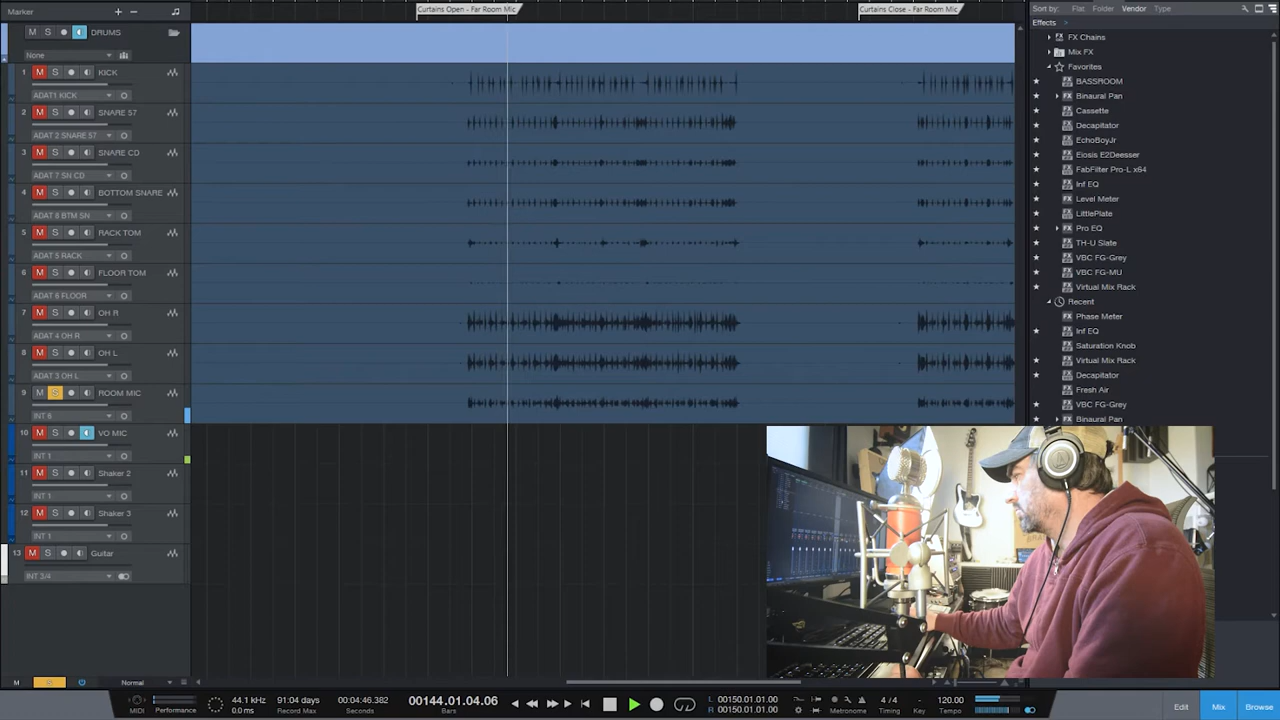 Marker
Curtains Open - Far Room Mic
Curtains Close - Far Room Mic
M S DRUMS
None
1 M S KICK
ADAT1 KICK
2 M S SNARE 57
ADAT 2 SNARE 57
3 M S SNARE CD
ADAT 7 SN CD
4 M S BOTTOM SNARE
ADAT 8 BTM SN
5 M S RACK TOM
ADAT 5 RACK
6 M S FLOOR TOM
ADAT 6 FLOOR
7 M S OH R
ADAT 4 OH R
8 M S OH L
ADAT 3 OH L
9 M S ROOM MIC
INT 6
10 M S VO MIC
INT 1
11 M S Shaker 2
INT 1
12 M S Shaker 3
INT 1
13 M S Guitar
INT 3/4
M S Normal
Sort by: Flat Folder Vendor Type
Effects >
FX Chains
Mix FX
Favorites
BASSROOM
Binaural Pan
Cassette
Decapitator
EchoBoyJr
Eiosis E2Deesser
FabFilter Pro-L x64
Inf EQ
Level Meter
LittlePlate
Pro EQ
TH-U Slate
VBC FG-Grey
VBC FG-MU
Virtual Mix Rack
Recent
Phase Meter
Inf EQ
Saturation Knob
Virtual Mix Rack
Decapitator
Fresh Air
VBC FG-Grey
Binaural Pan
MIDI
Performance
44.1 kHz
0.0 ms
91:04 days
Record Max
00:04:46.382
Seconds
00144.01.04.06
Bars
L 00150.01.01.00
R 00150.01.01.00
Metronome
4 / 4
Timing
-
Key
120.00
Tempo
Edit
Mix
Browse